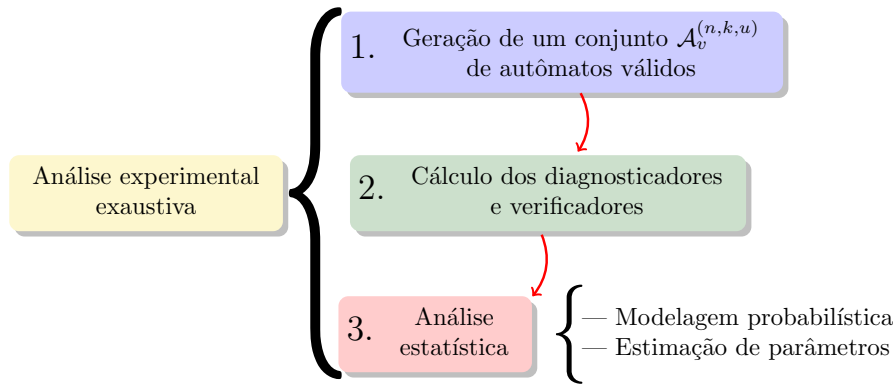 Análise experimental
exaustiva
1. Geração de um conjunto 𝒜_v^{(n,k,u)}
de autômatos válidos
2. Cálculo dos diagnosticadores
e verificadores
3. Análise
estatística
— Modelagem probabilística
— Estimação de parâmetros